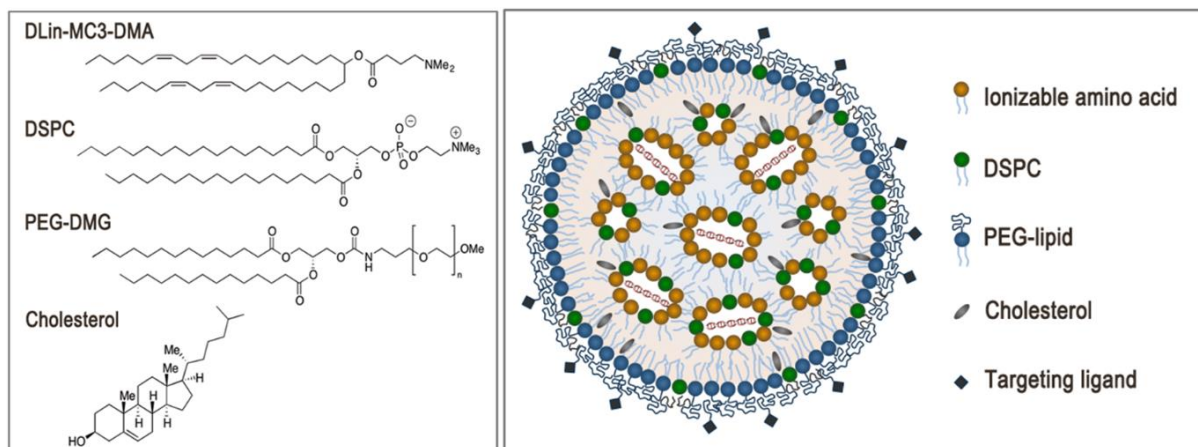 DLin-MC3-DMA
O
O
NMe₂
DSPC
O
O
O
O
O
P
O
⊖
O
⊕
NMe₃
PEG-DMG
O
O
O
O
O
O
N
H
O
OMe
n
Cholesterol
Me
H
Me
Me
H
H
H
HO
Ionizable amino acid
DSPC
PEG-lipid
Cholesterol
Targeting ligand